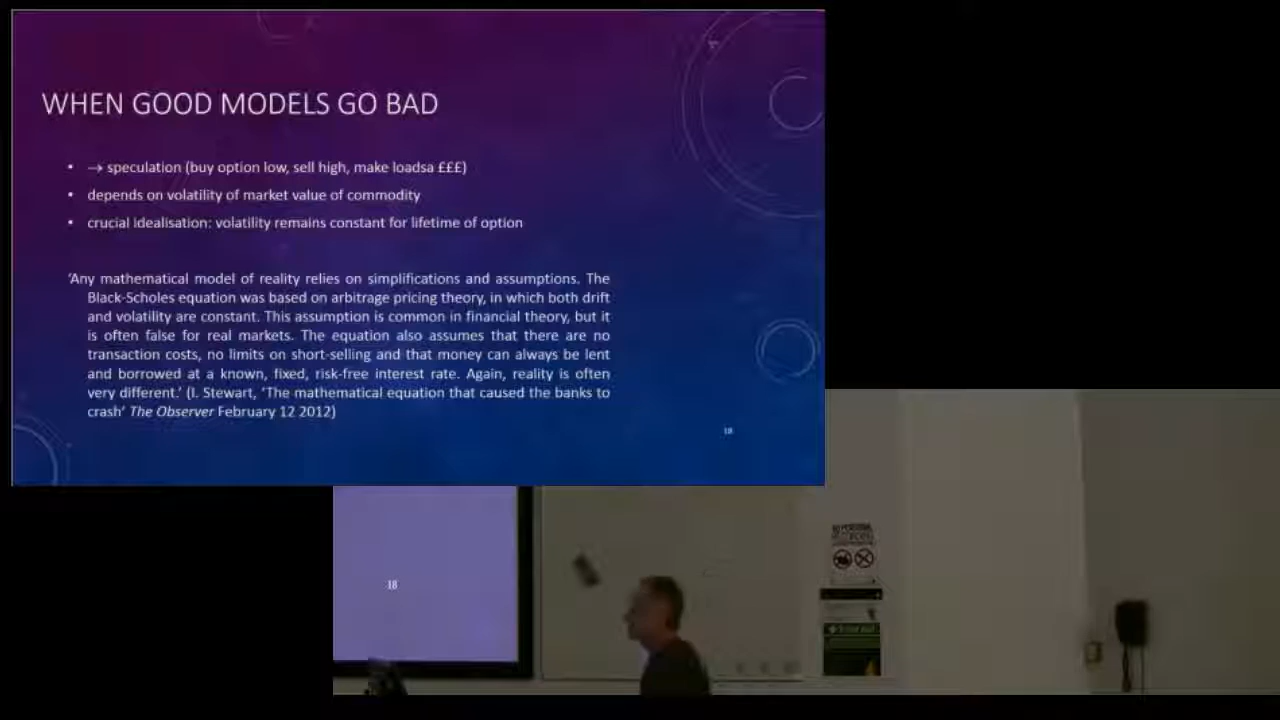 WHEN GOOD MODELS GO BAD
• → speculation (buy option low, sell high, make loadsa £££)
• depends on volatility of market value of commodity
• crucial idealisation: volatility remains constant for lifetime of option
‘Any mathematical model of reality relies on simplifications and assumptions. The
Black-Scholes equation was based on arbitrage pricing theory, in which both drift
and volatility are constant. This assumption is common in financial theory, but it
is often false for real markets. The equation also assumes that there are no
transaction costs, no limits on short-selling and that money can always be lent
and borrowed at a known, fixed, risk-free interest rate. Again, reality is often
very different.’ (I. Stewart, ‘The mathematical equation that caused the banks to
crash’ The Observer February 12 2012)
18
18